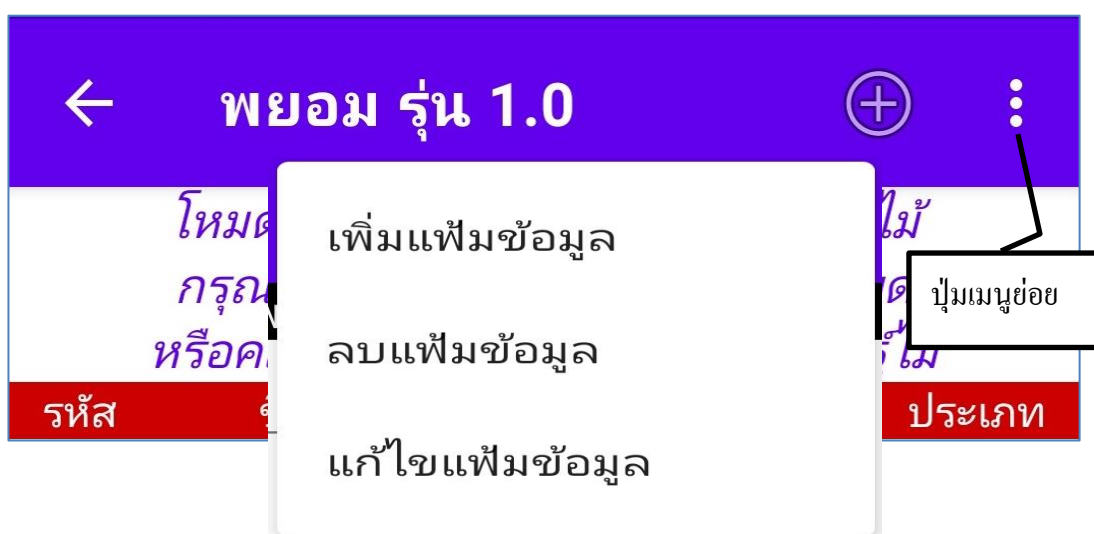 พยอม รุ่น 1.0
ไม้
เพิ่มแฟ้มข้อมูล
กรุณ
ปุ่มเมนูย่อย
ลบแฟ้มข้อมูล
รหัส
ประเภท
แก้ไขแฟ้มข้อมูล